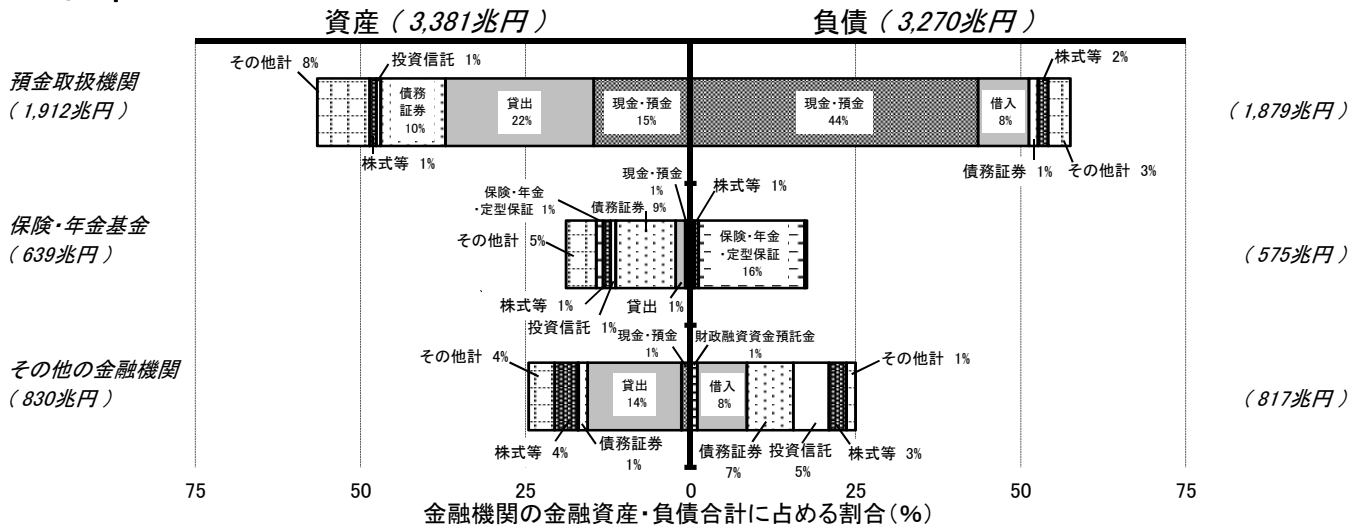 資産（3,381兆円）
負債（3,270兆円）
預金取扱機関
（1,912兆円）
その他計 8%
投資信託 1%
債務
証券
10%
貸出
22%
現金・預金
15%
現金・預金
44%
借入
8%
株式等 2%
（1,879兆円）
株式等 1%
債務証券 1%
その他計 3%
保険・年金基金
（639兆円）
保険・年金
・定型保証 1%
債務証券 9%
現金・預金
1%
株式等 1%
その他計 5%
保険・年金
・定型保証
16%
（575兆円）
株式等 1%
投資信託 1%
貸出 1%
その他の金融機関
（830兆円）
その他計 4%
現金・預金
1%
財政融資資金預託金
1%
その他計 1%
貸出
14%
借入
8%
（817兆円）
株式等 4%
債務証券
1%
債務証券
7%
投資信託
5%
株式等 3%
75 50 25 0 25 50 75
金融機関の金融資産・負債合計に占める割合(%)